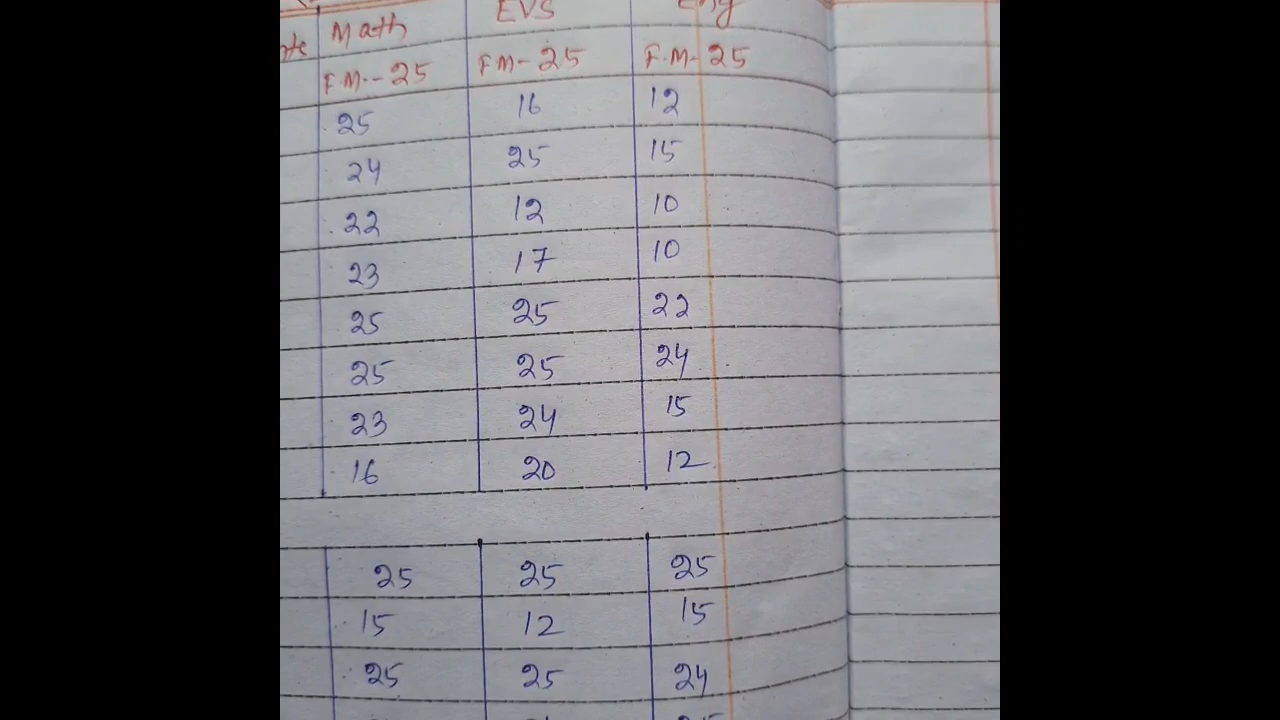 Math EVS Eng
F.M.-25 FM-25 F.M-25
25 16 12
24 25 15
22 12 10
23 17 10
25 25 22
25 25 24
23 24 15
16 20 12
25 25 25
15 12 15
25 25 24